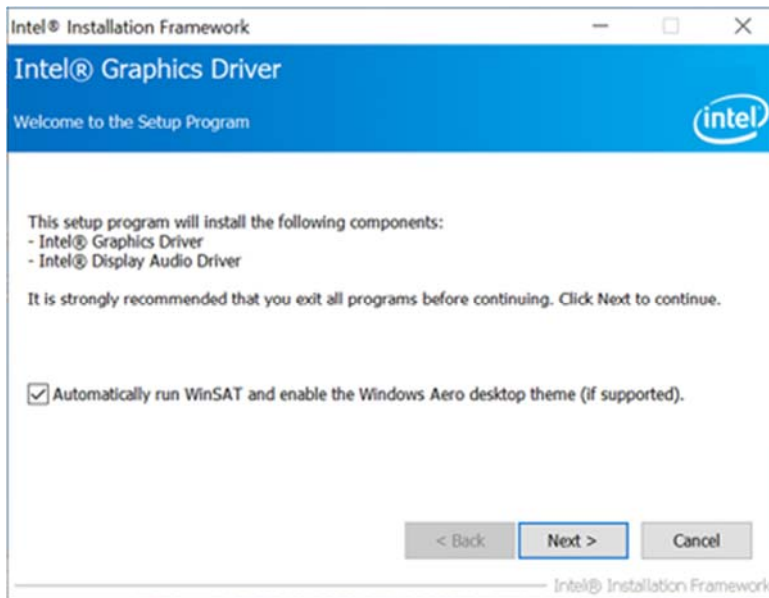 Intel® Installation Framework
Intel® Graphics Driver
Welcome to the Setup Program
intel
This setup program will install the following components:
- Intel® Graphics Driver
- Intel® Display Audio Driver
It is strongly recommended that you exit all programs before continuing. Click Next to continue.
Automatically run WinSAT and enable the Windows Aero desktop theme (if supported).
< Back
Next >
Cancel
Intel® Installation Framework